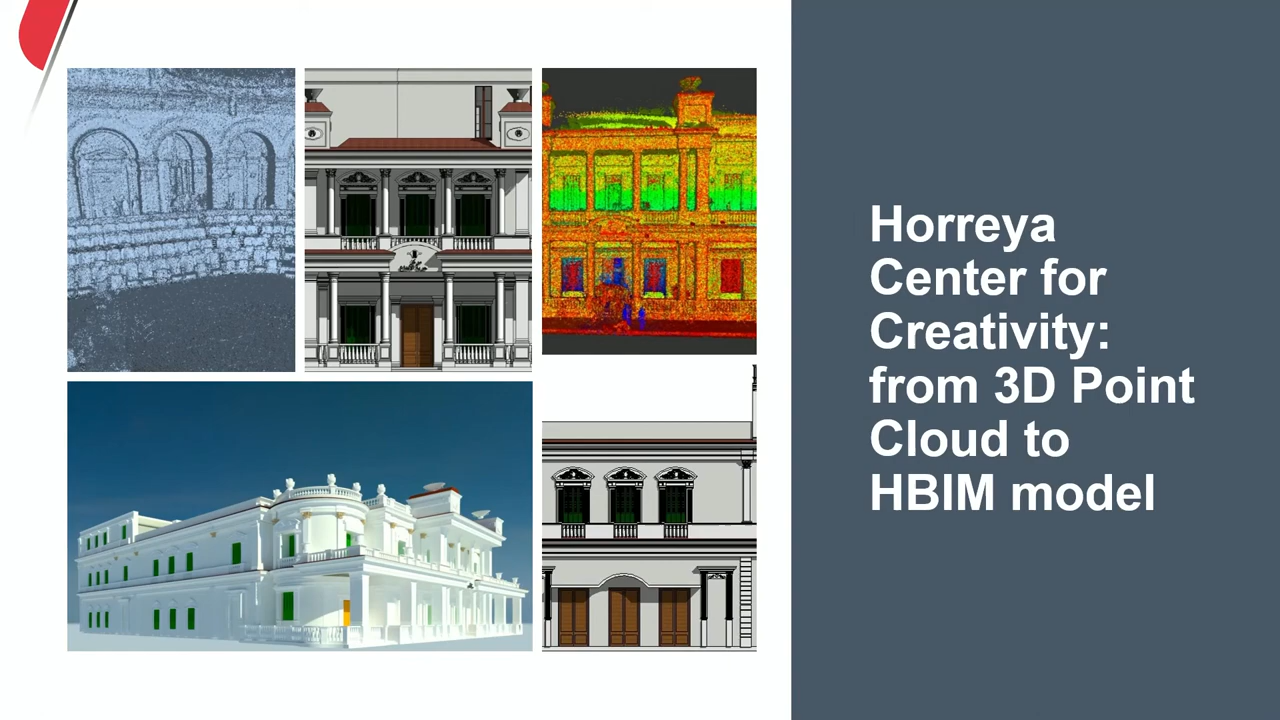 Horreya
Center for
Creativity:
from 3D Point
Cloud to
HBIM model